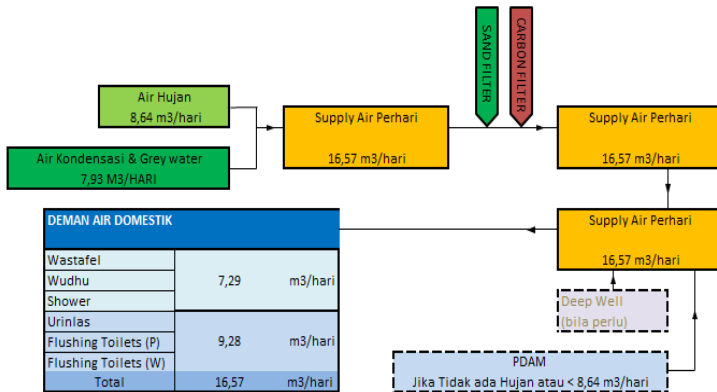 SAND FILTER
CARBON FILTER
Air Hujan
8,64 m3/hari
Supply Air Perhari
16,57 m3/hari
Supply Air Perhari
16,57 m3/hari
Air Kondensasi & Grey water
7,93 M3/HARI
DEMAN AIR DOMESTIK
Supply Air Perhari
16,57 m3/hari
Wastafel
Wudhu 7,29 m3/hari
Shower
Deep Well
(bila perlu)
Urinlas
Flushing Toilets (P) 9,28 m3/hari
Flushing Toilets (W)
Total 16,57 m3/hari
PDAM
Jika Tidak ada Hujan atau < 8,64 m3/hari